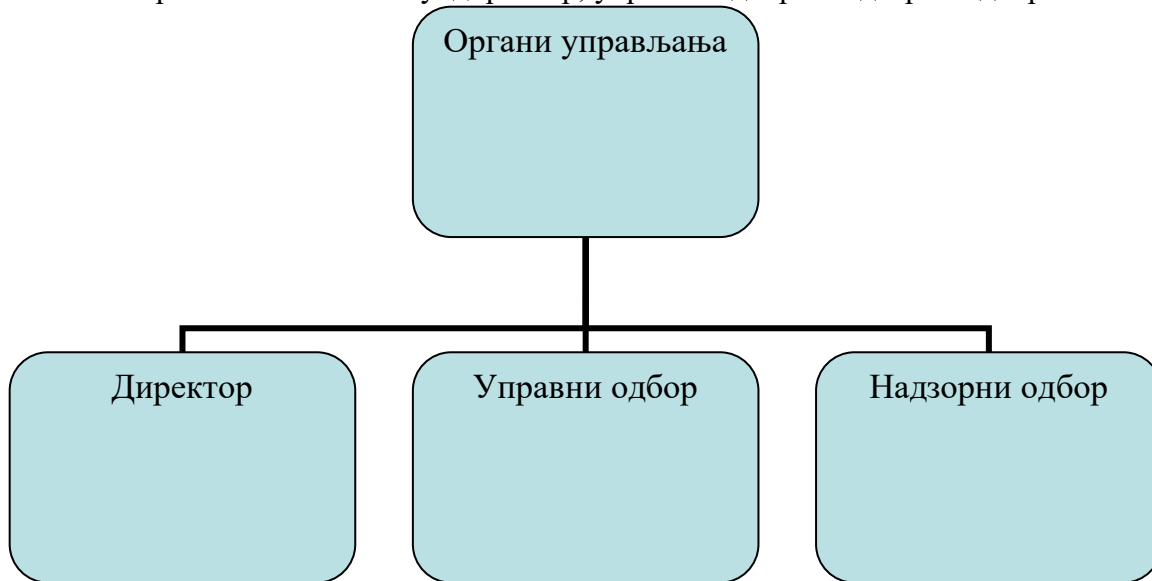 Органи управљања
Директор
Управни одбор
Надзорни одбор